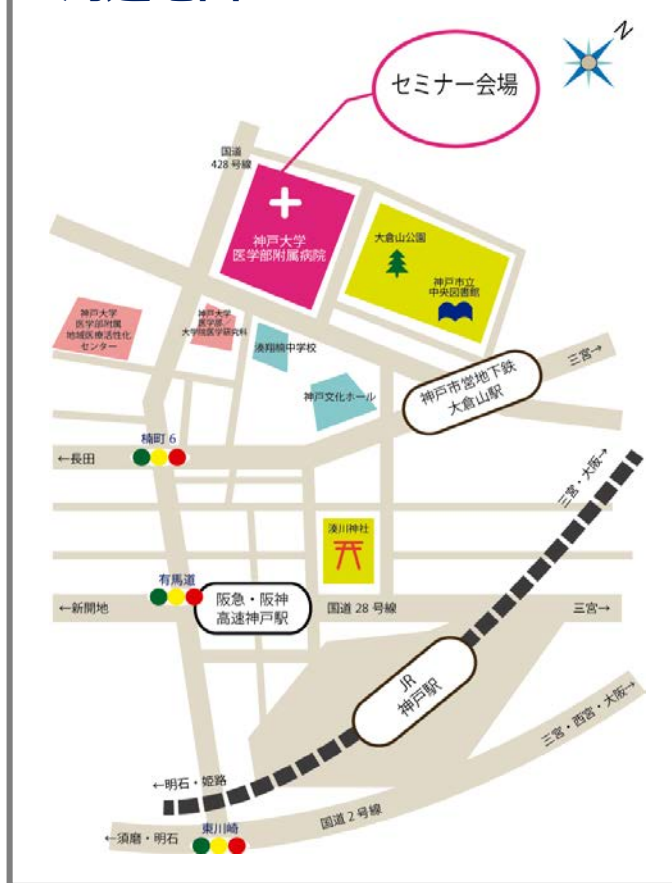 N
セミナー会場
国道
428号線
神戸大学
医学部附属病院
大倉山公園
神戸市立
中央図書館
神戸大学
医学部附属
地域医療活性化
センター
神戸大学
医学部
大学院医学研究科
湊翔楠中学校
神戸文化ホール
神戸市営地下鉄
大倉山駅
三宮→
楠町 6
←長田
三宮・大阪→
湊川神社
有馬道
←新開地
阪急・阪神
高速神戸駅
国道 28 号線
三宮→
JR
神戸駅
三宮・西宮・大阪→
←明石・姫路
国道 2 号線
東川崎
←須磨・明石